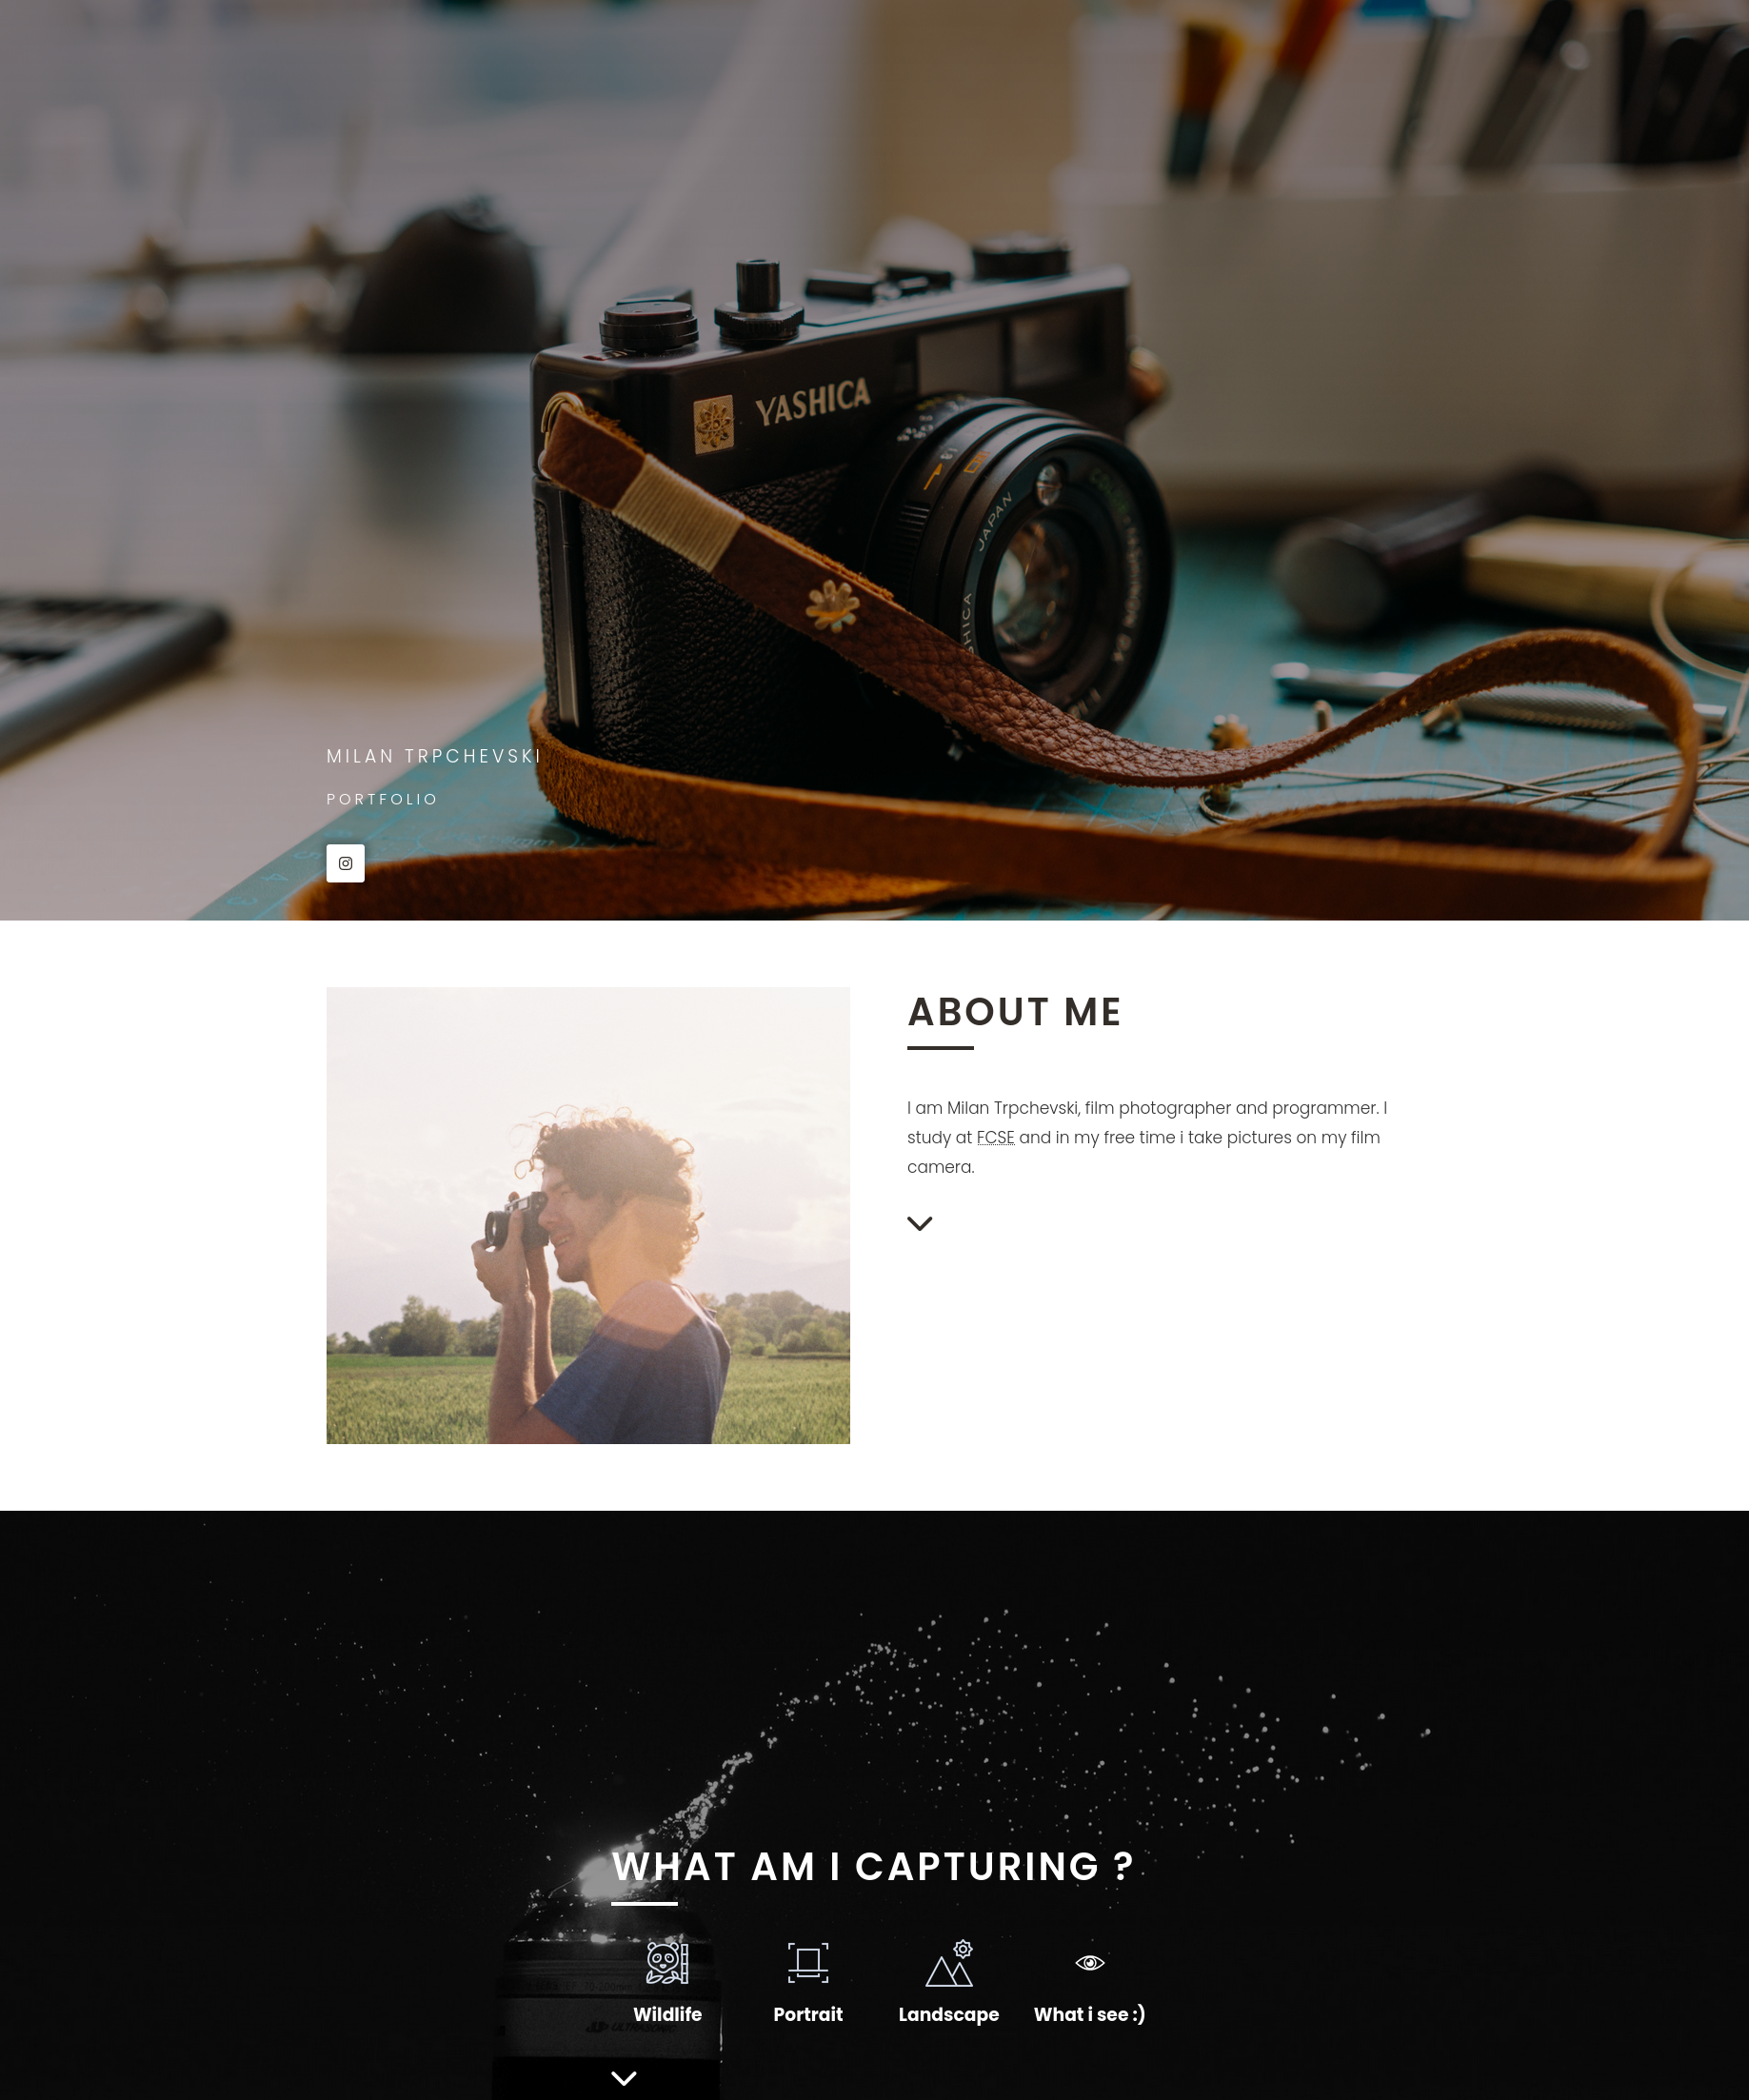 YASHICA
JAPAN
MILAN TRPCHEVSKI
PORTFOLIO
ABOUT ME
I am Milan Trpchevski, film photographer and programmer. I
study at FCSE and in my free time i take pictures on my film
camera.
WHAT AM I CAPTURING ?
Wildlife
Portrait
Landscape
What i see :)